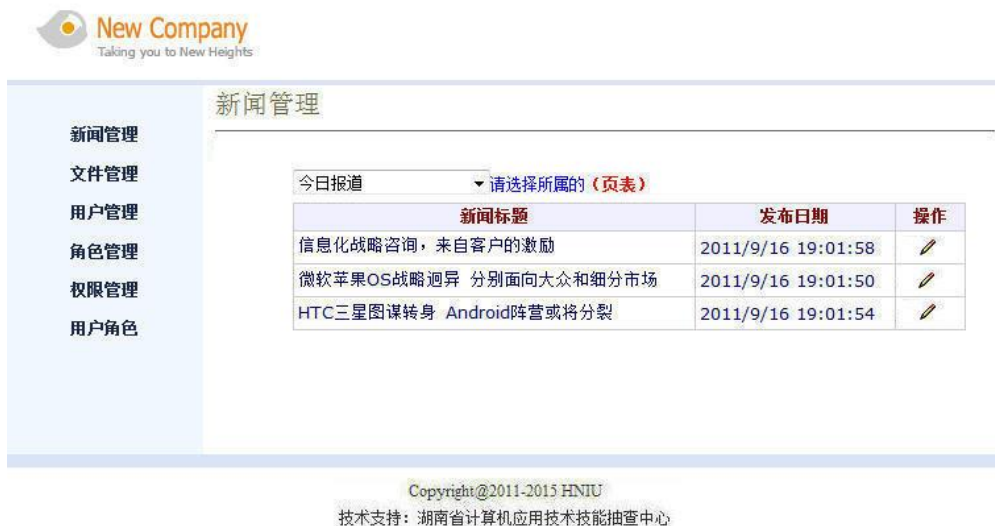 New Company
Taking you to New Heights
新闻管理
文件管理
用户管理
角色管理
权限管理
用户角色
新闻管理
今日报道 请选择所属的（页表）
新闻标题 发布日期 操作
信息化战略咨询，来自客户的激励 2011/9/16 19:01:58
微软苹果OS战略迥异 分别面向大众和细分市场 2011/9/16 19:01:50
HTC三星图谋转身 Android阵营或将分裂 2011/9/16 19:01:54
Copyright@2011-2015 HNIU
技术支持：湖南省计算机应用技术技能抽查中心